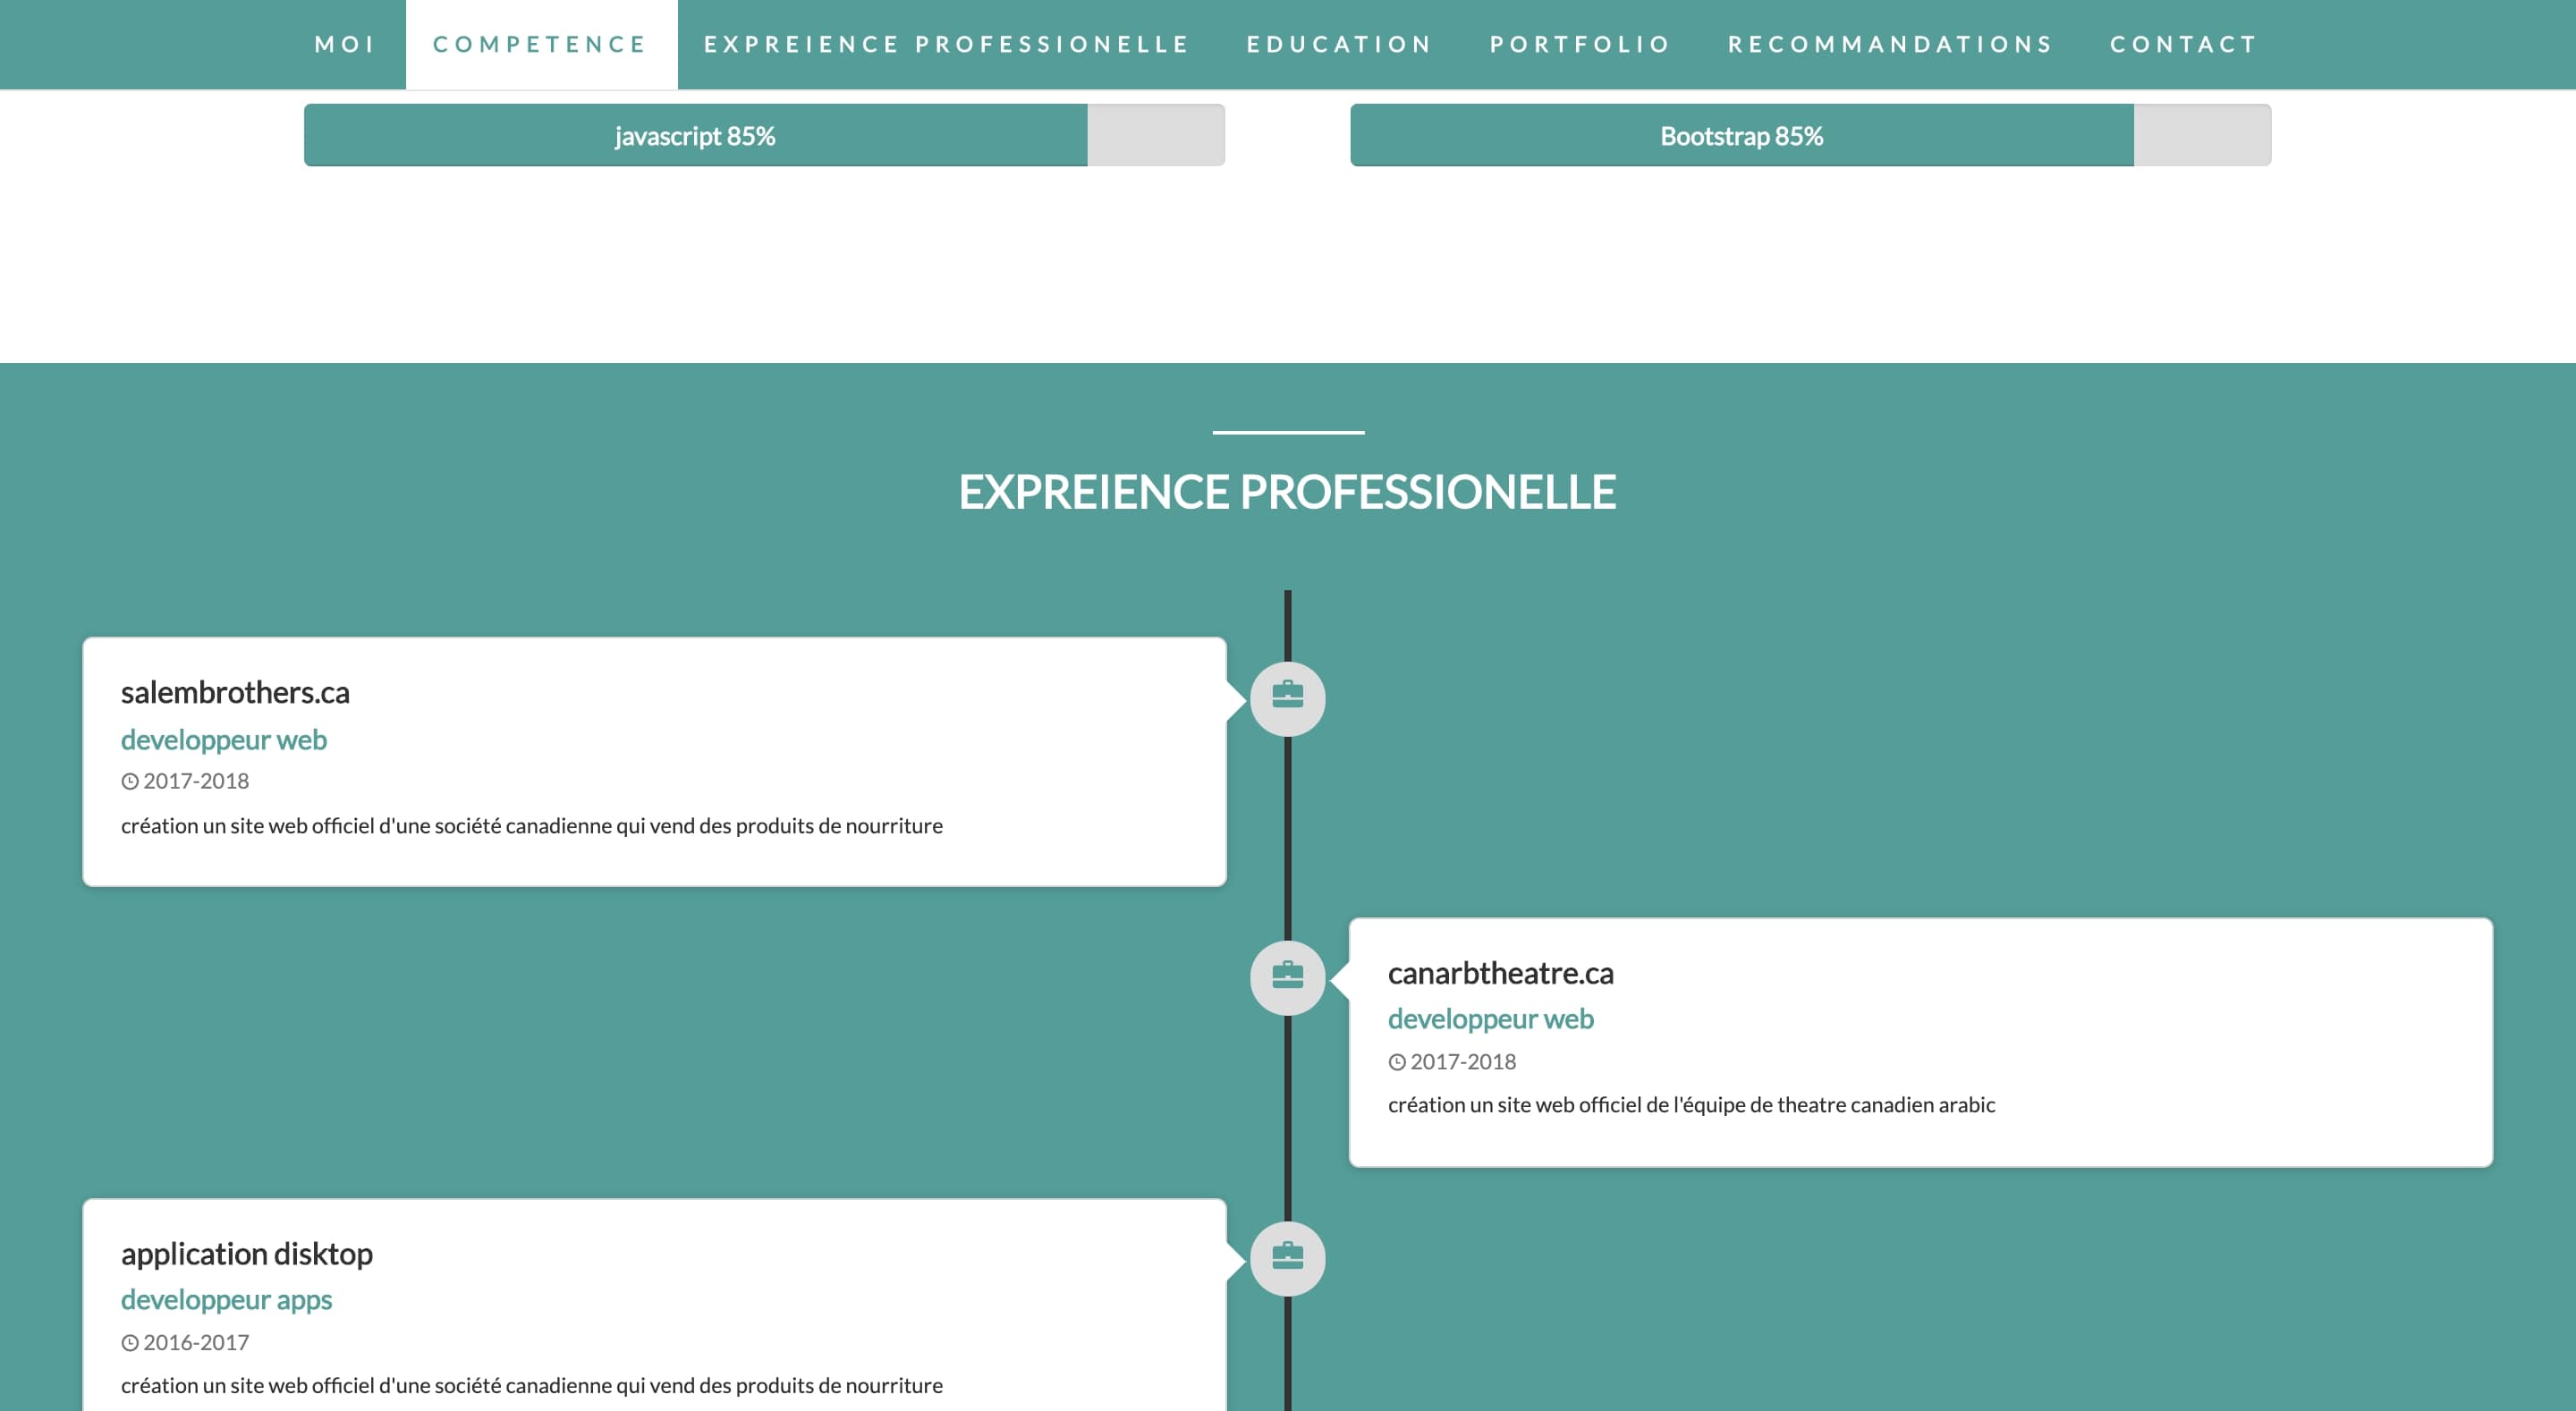 MOI COMPETENCE EXPREIENCE PROFESSIONELLE EDUCATION PORTFOLIO RECOMMANDATIONS CONTACT
javascript 85% Bootstrap 85%
EXPREIENCE PROFESSIONELLE
salembrothers.ca
developpeur web
2017-2018
création un site web officiel d'une société canadienne qui vend des produits de nourriture
canarbtheatre.ca
developpeur web
2017-2018
création un site web officiel de l'équipe de theatre canadien arabic
application disktop
developpeur apps
2016-2017
création un site web officiel d'une société canadienne qui vend des produits de nourriture